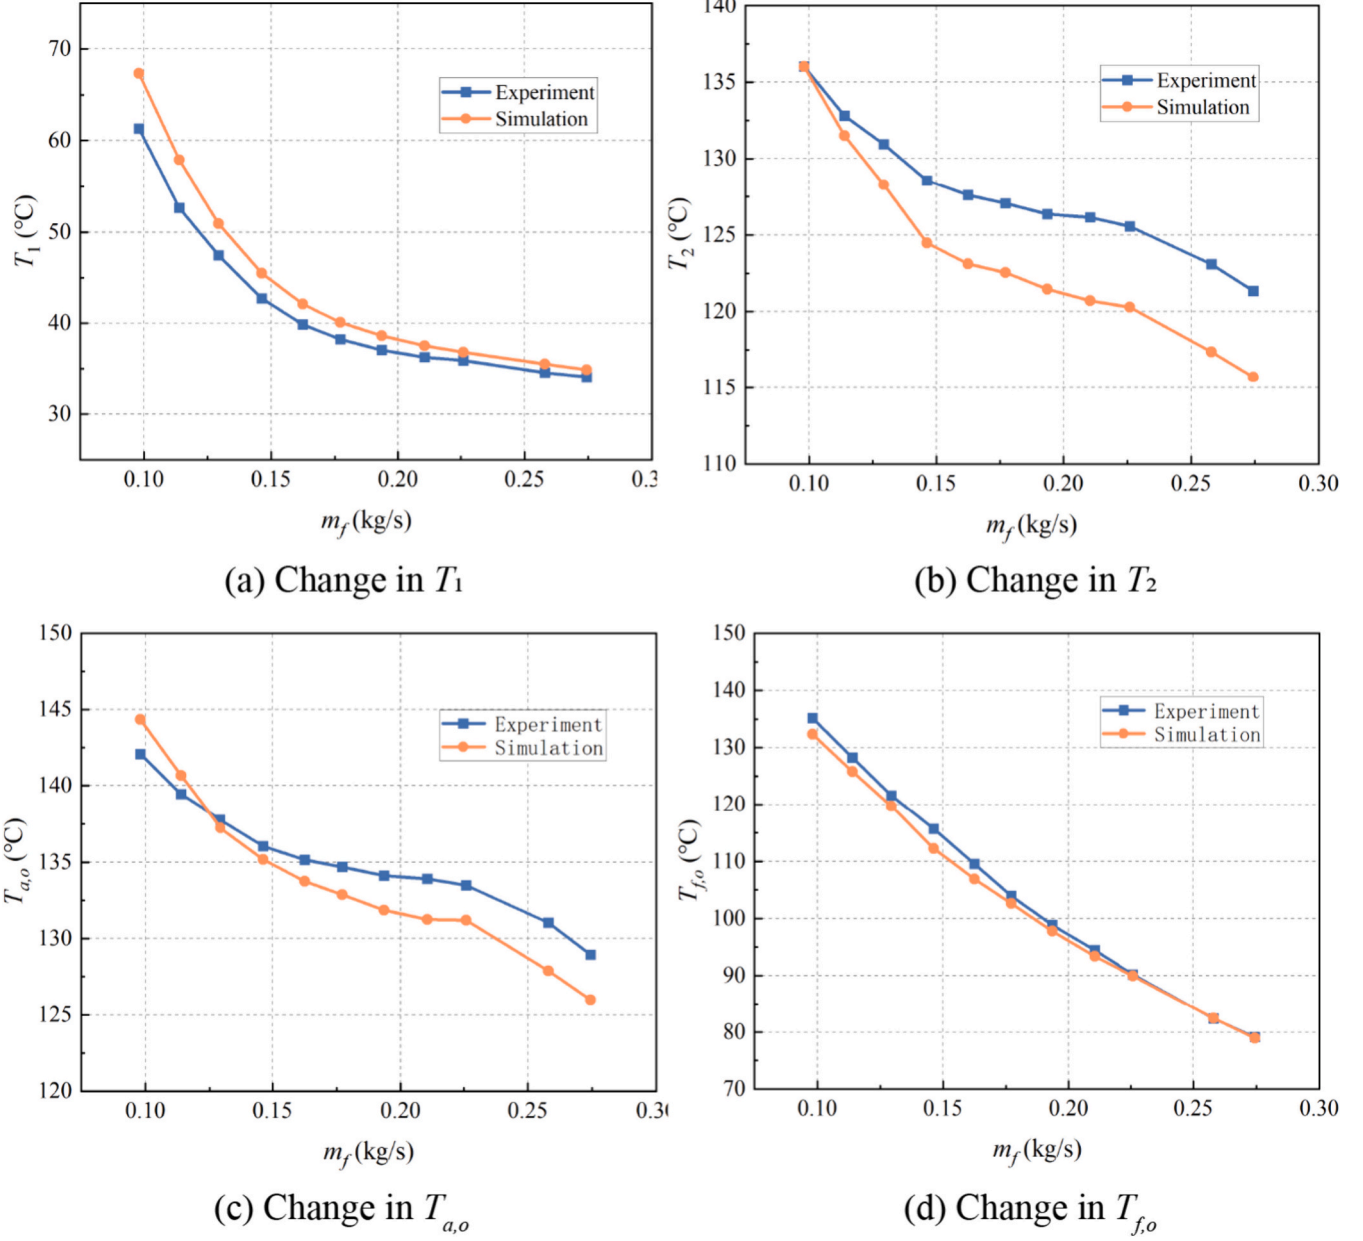 70
60
50
40
30
T1 (°C)
Experiment
Simulation
0.10 0.15 0.20 0.25 0.3
mf (kg/s)
(a) Change in T1
140
135
130
125
120
115
110
T2 (°C)
Experiment
Simulation
0.10 0.15 0.20 0.25 0.30
mf (kg/s)
(b) Change in T2
150
145
140
135
130
125
120
Ta,o (°C)
Experiment
Simulation
0.10 0.15 0.20 0.25 0.30
mf (kg/s)
(c) Change in Ta,o
150
140
130
120
110
100
90
80
70
Tf,o (°C)
Experiment
Simulation
0.10 0.15 0.20 0.25 0.30
mf (kg/s)
(d) Change in Tf,o